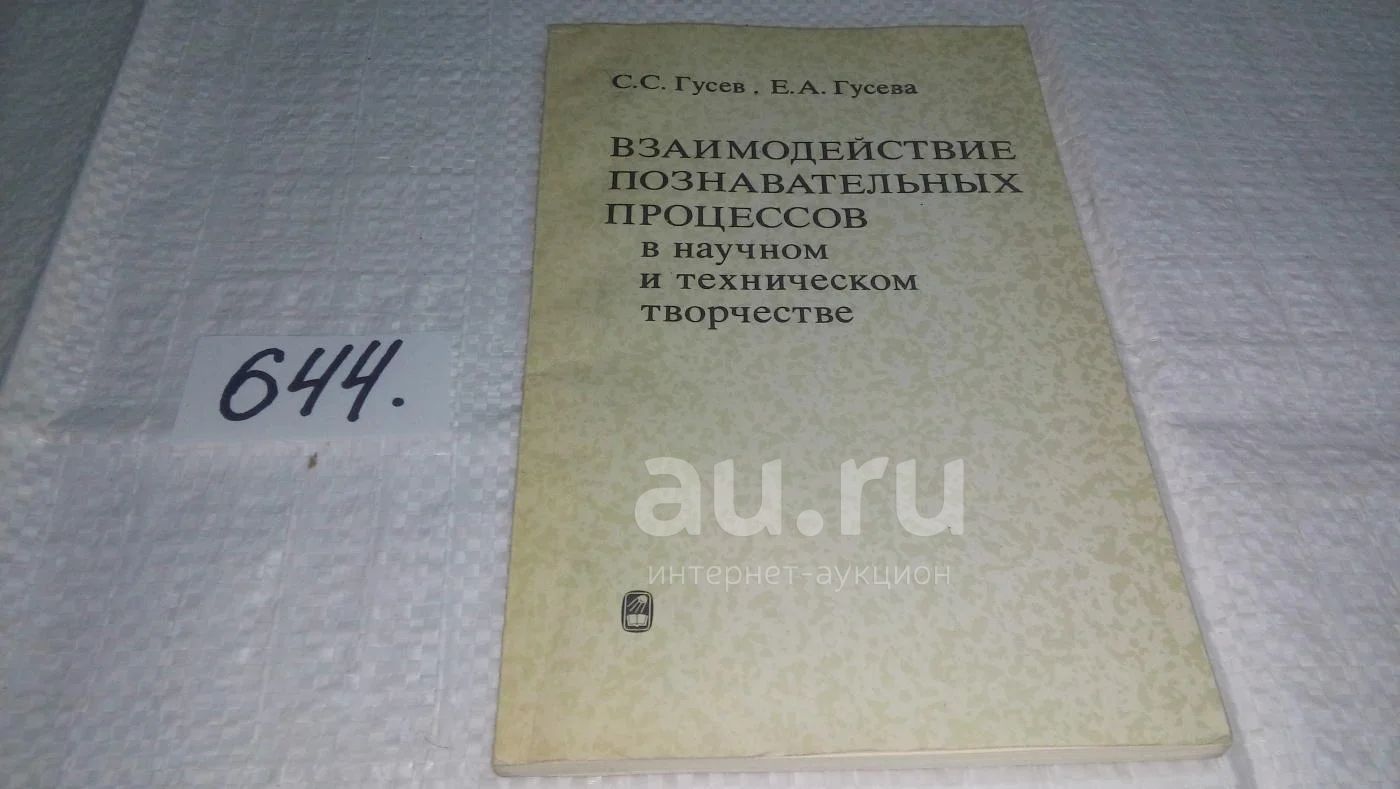 С.С. Гусев, Е.А. Гусева
ВЗАИМОДЕЙСТВИЕ
ПОЗНАВАТЕЛЬНЫХ
ПРОЦЕССОВ
в научном
и техническом
творчестве
644.
au.ru
интернет-аукцион